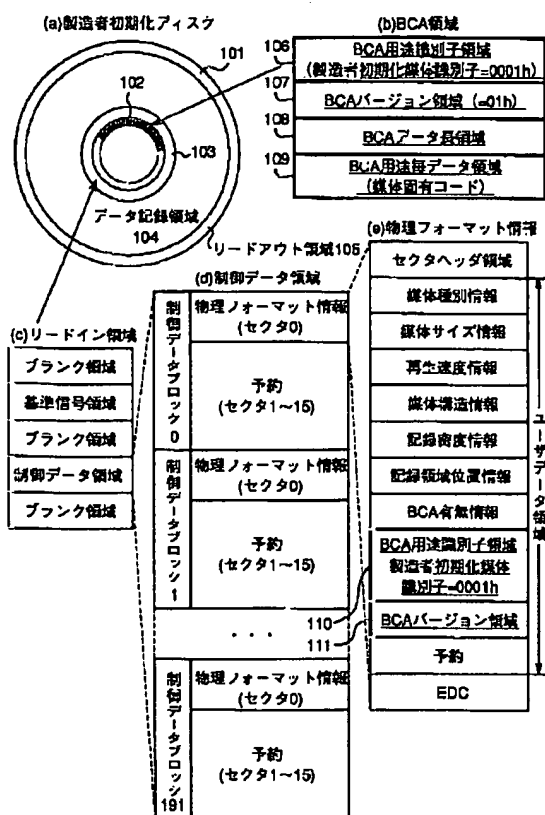 (a)製造者初期化ディスク
101
102
103
データ記録領域
104
リードアウト領域105
(b)BCA領域
106
BCA用途識別子領域
(製造者初期化媒体識別子=0001h)
107
BCAバージョン領域 (=01h)
108
BCAデータ長領域
109
BCA用途毎データ領域
(媒体固有コード)
(c)リードイン領域
ブランク領域
基準信号領域
ブランク領域
制御データ領域
ブランク領域
(d)制御データ領域
制御データブロック0
物理フォーマット情報
(セクタ0)
予約
(セクタ1~15)
制御データブロック1
物理フォーマット情報
(セクタ0)
予約
(セクタ1~15)
・・・
制御データブロック191
物理フォーマット情報
(セクタ0)
予約
(セクタ1~15)
(e)物理フォーマット情報
セクタヘッダ領域
媒体種別情報
媒体サイズ情報
再生速度情報
媒体構造情報
記録密度情報
記録領域位置情報
BCA有無情報
BCA用途識別子領域
製造者初期化媒体
識別子=0001h
110
BCAバージョン領域
111
予約
EDC
ユーザデータ領域